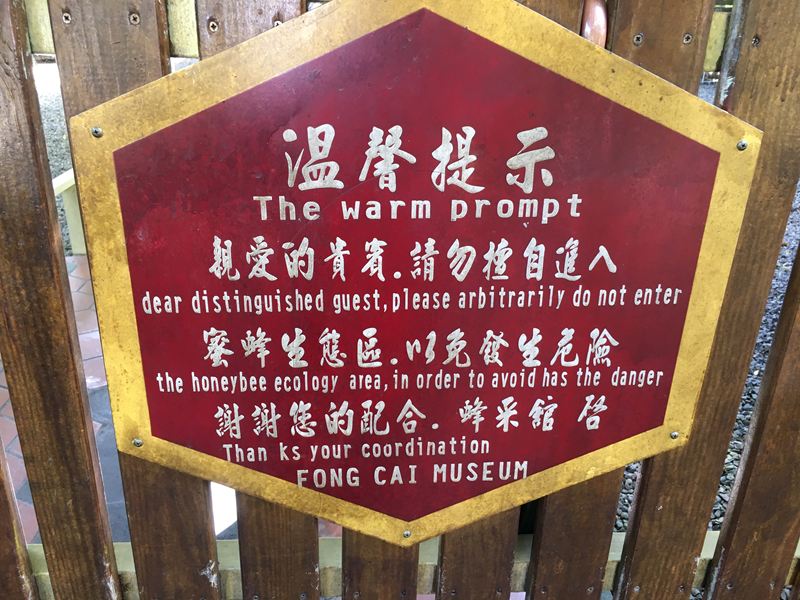 温馨提示
The warm prompt
親愛的貴賓.請勿擅自進入
dear distinguished guest,please arbitrarily do not enter
蜜蜂生態區.以免發生危險
the honeybee ecology area,in order to avoid has the danger
謝謝您的配合. 蜂采館 啓
Than ks your coordination
FONG CAI MUSEUM